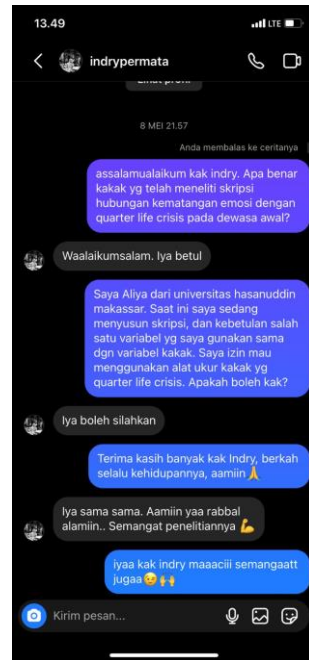 13.49
LTE
indrypermata
8 MEI 21.57
Anda membalas ke ceritanya
assalamualaikum kak indry. Apa benar
kakak yg telah meneliti skripsi
hubungan kematangan emosi dengan
quarter life crisis pada dewasa awal?
Waalaikumsalam. Iya betul
Saya Aliya dari universitas hasanuddin
makassar. Saat ini saya sedang
menyusun skripsi, dan kebetulan salah
satu variabel yg saya gunakan sama
dgn variabel kakak. Saya izin mau
menggunakan alat ukur kakak yg
quarter life crisis. Apakah boleh kak?
Iya boleh silahkan
Terima kasih banyak kak Indry, berkah
selalu kehidupannya, aamiin🙏
Iya sama sama. Aamiin yaa rabbal
alamiin.. Semangat penelitiannya 💪
iyaa kak indry maaaciii semangaatt
jugaa😉🙌
Kirim pesan...